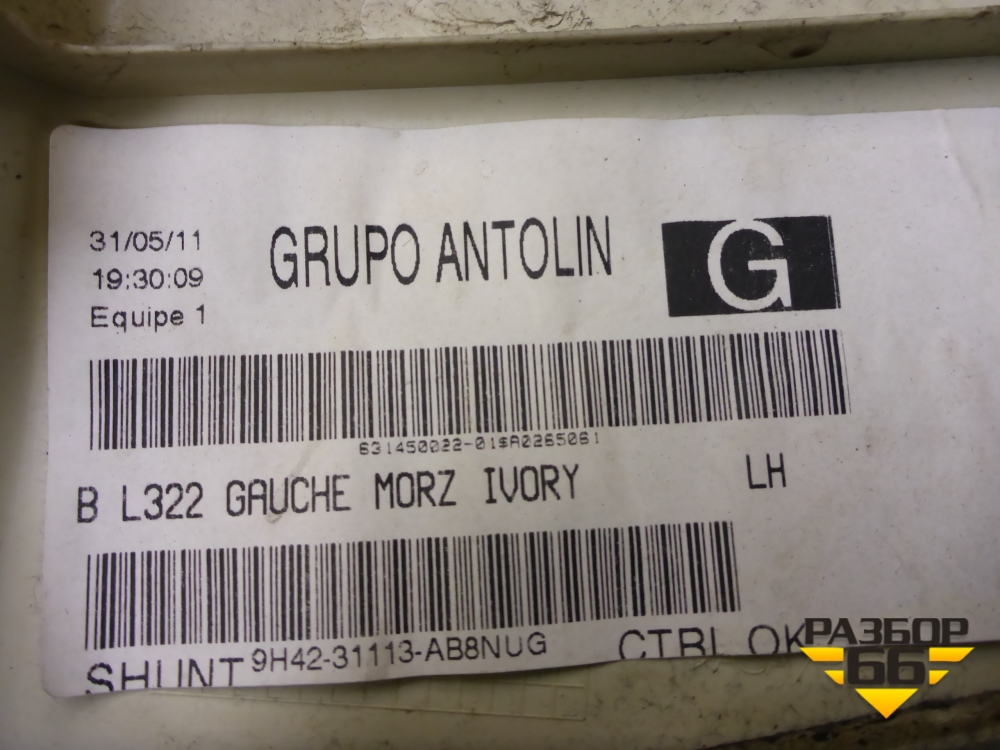 31/05/11
19:30:09
Equipe 1
GRUPO ANTOLIN
G
631450022-01$A0265061
B L322 GAUCHE MORZ IVORY LH
SHUNT 9H42-31113-AB8NUG CTRL OK
РАЗБОР
66